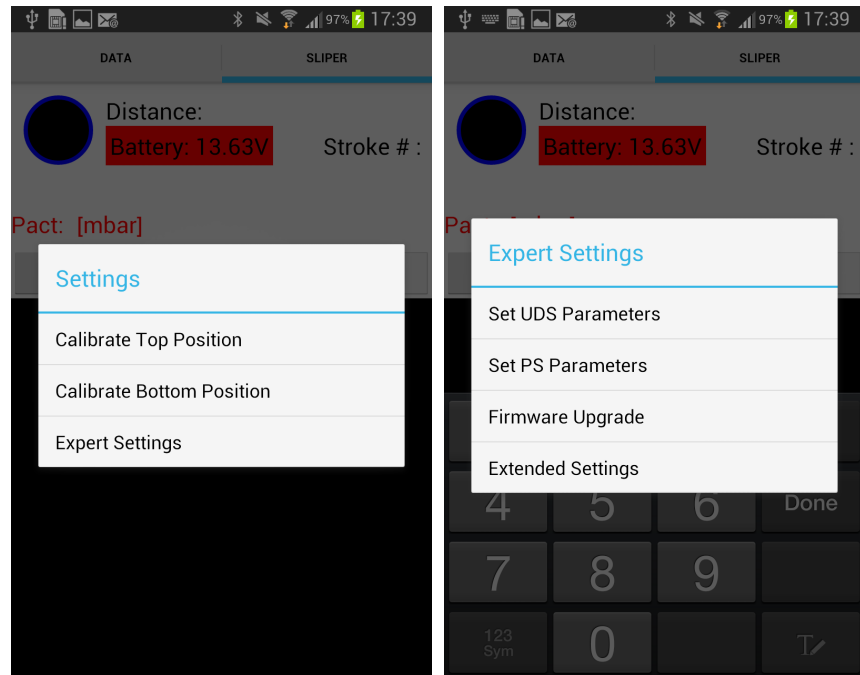 97% 17:39
DATA SLIPER
Distance:
Battery: 13.63V Stroke # :
Pact: [mbar]
Settings
Calibrate Top Position
Calibrate Bottom Position
Expert Settings
97% 17:39
DATA SLIPER
Distance:
Battery: 13.63V Stroke # :
Pa
Expert Settings
Set UDS Parameters
Set PS Parameters
Firmware Upgrade
Extended Settings
4 5 6 Done
7 8 9
123
Sym 0 T